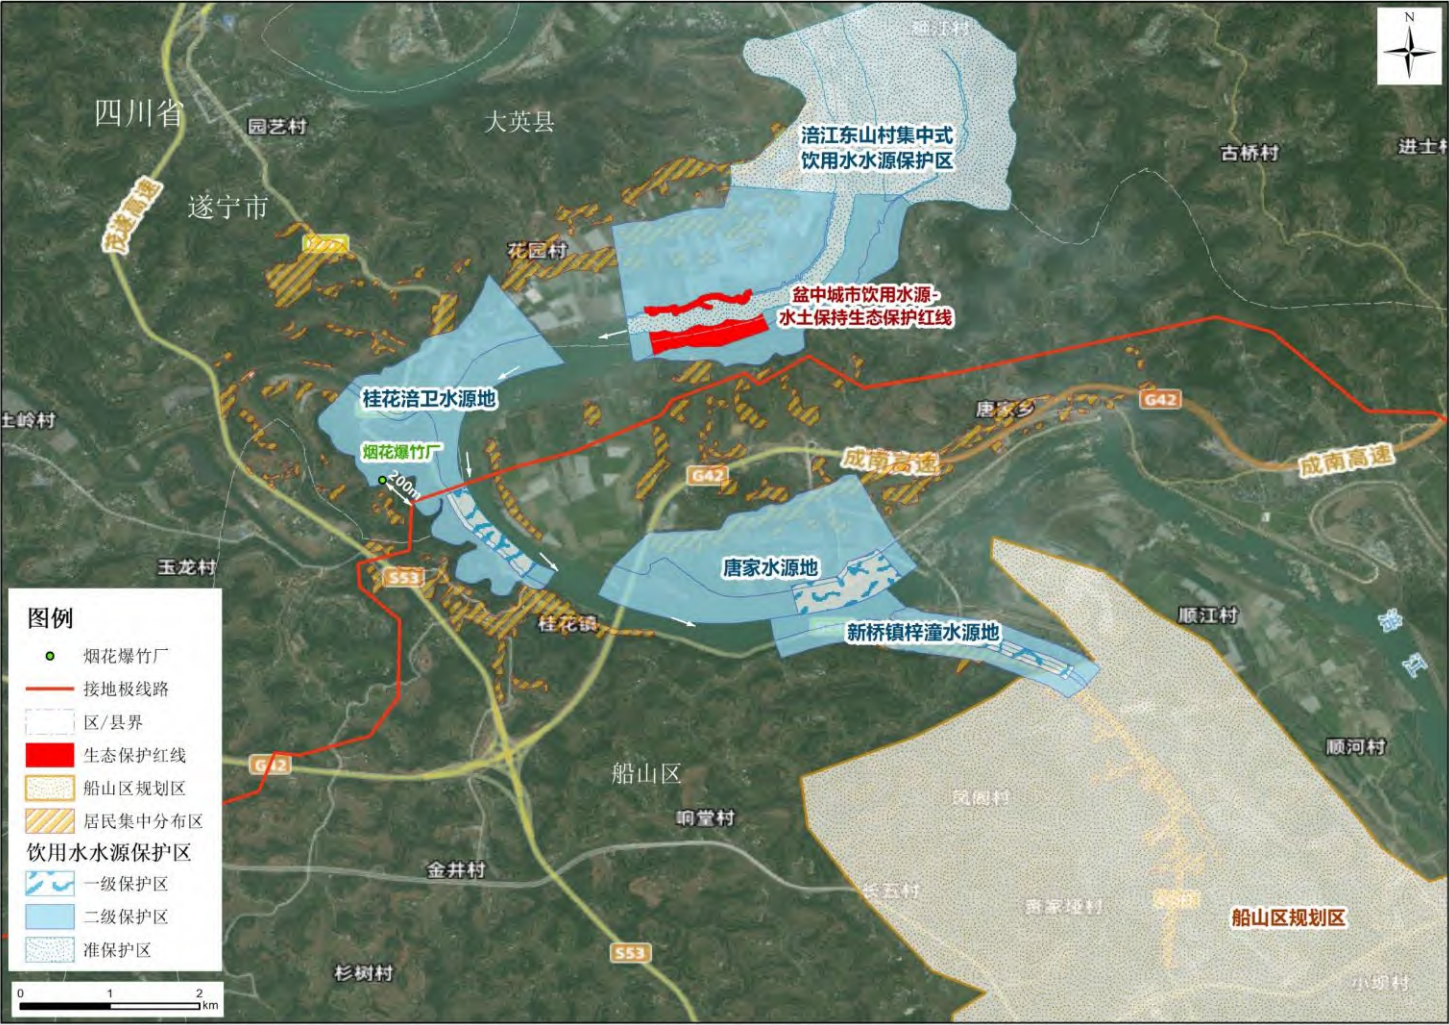 N
四川省
园艺村
大英县
涪江东山村集中式
饮用水水源保护区
古桥村
进士村
茂遂高速
遂宁市
花园村
盆中城市饮用水源-
水土保持生态保护红线
桂花涪卫水源地
唐家乡
G42
土岭村
烟花爆竹厂
200m
G42
成南高速
成南高速
玉龙村
S53
唐家水源地
桂花镇
新桥镇梓潼水源地
顺江村
涪江
图例
烟花爆竹厂
接地极线路
区/县界
生态保护红线
船山区规划区
居民集中分布区
饮用水水源保护区
一级保护区
二级保护区
准保护区
0 1 2
km
G42
船山区
顺河村
凤阁村
响堂村
金井村
长五村
船山区规划区
S53
杉树村
小坝村